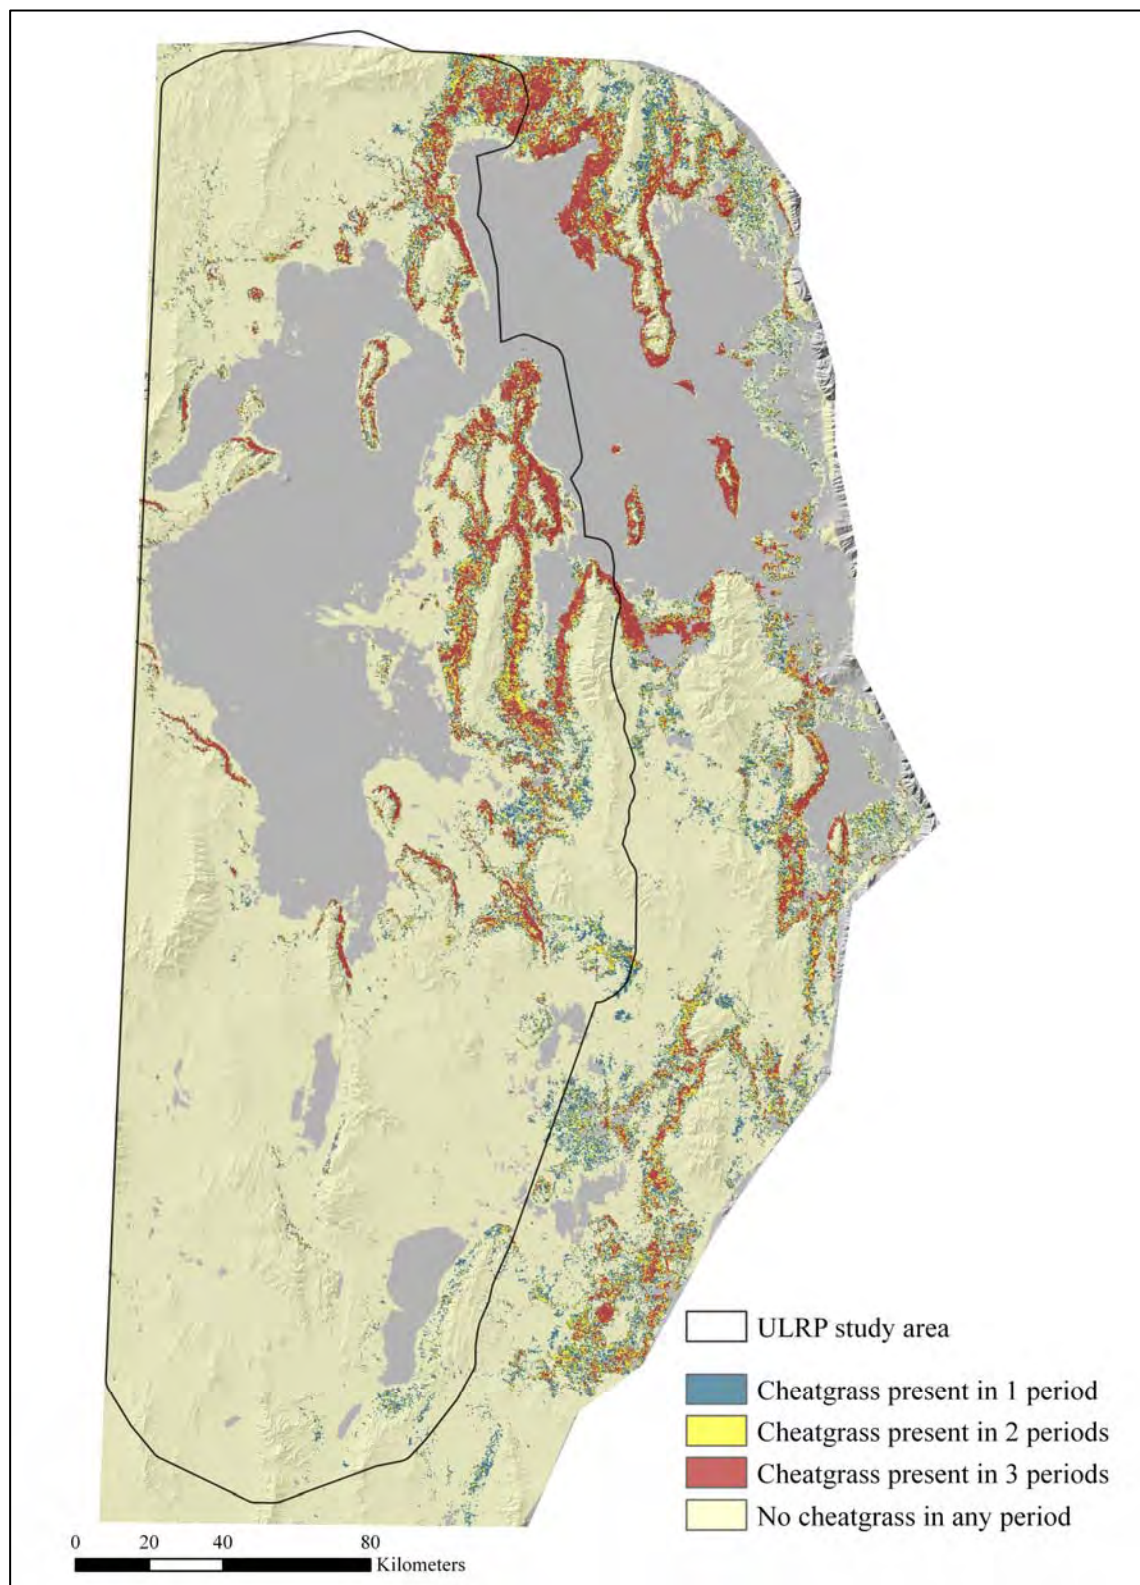 ULRP study area
Cheatgrass present in 1 period
Cheatgrass present in 2 periods
Cheatgrass present in 3 periods
No cheatgrass in any period
0 20 40 80
Kilometers